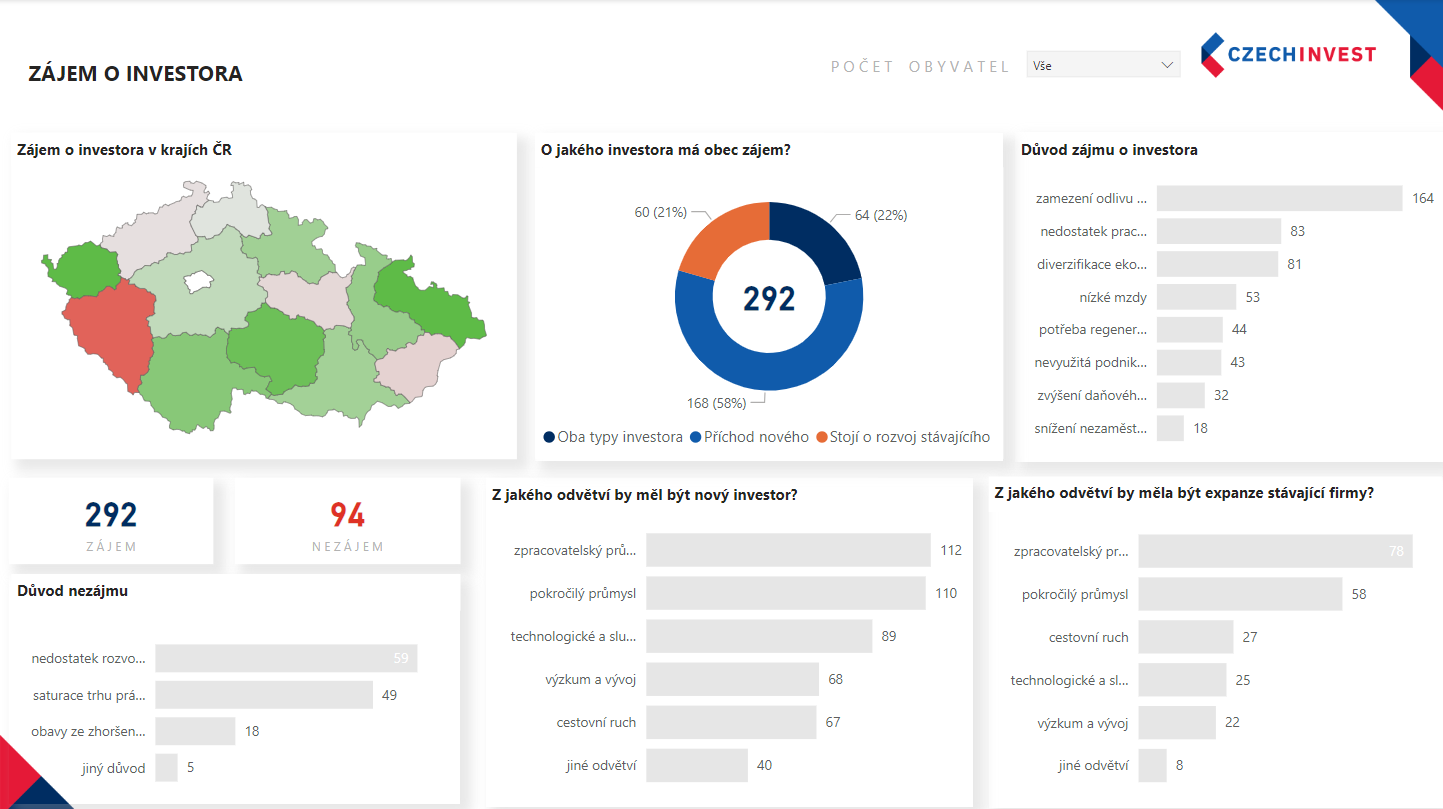 ZÁJEM O INVESTORA
POČET OBYVATEL
Vše
CZECHINVEST
Zájem o investora v krajích ČR
O jakého investora má obec zájem?
60 (21%)
64 (22%)
292
168 (58%)
Oba typy investora Příchod nového Stojí o rozvoj stávajícího
Důvod zájmu o investora
zamezení odlivu ... 164
nedostatek prac... 83
diverzifikace eko... 81
nízké mzdy 53
potřeba regener... 44
nevyužitá podnik... 43
zvýšení daňovéh... 32
snížení nezaměst... 18
292
ZÁJEM
94
NEZÁJEM
Důvod nezájmu
nedostatek rozvo... 59
saturace trhu prá... 49
obavy ze zhoršen... 18
jiný důvod 5
Z jakého odvětví by měl být nový investor?
zpracovatelský prů... 112
pokročilý průmysl 110
technologické a slu... 89
výzkum a vývoj 68
cestovní ruch 67
jiné odvětví 40
Z jakého odvětví by měla být expanze stávající firmy?
zpracovatelský pr... 78
pokročilý průmysl 58
cestovní ruch 27
technologické a sl... 25
výzkum a vývoj 22
jiné odvětví 8